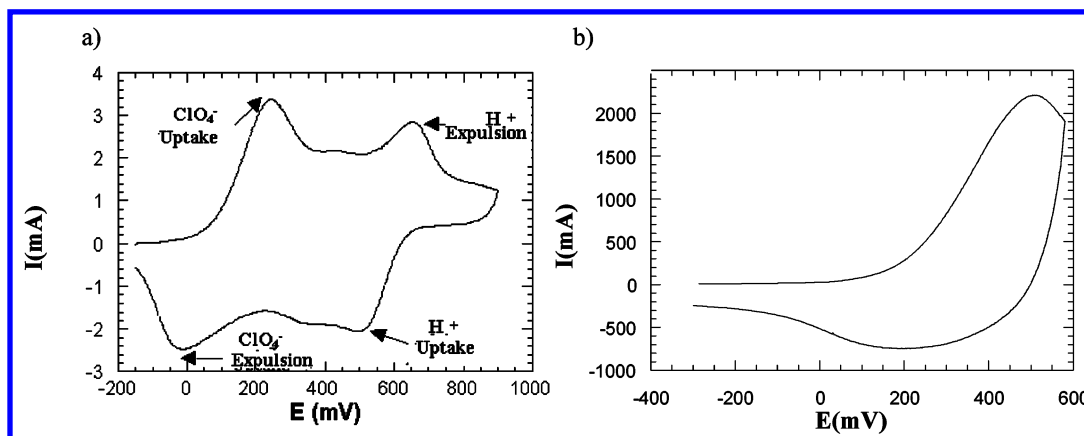 a)
4
3
2
1
0
-1
-2
-3
I(mA)
ClO4-
Uptake
H+
Expulsion
ClO4-
Expulsion
H+
Uptake
-200 0 200 400 600 800 1000
E (mV)
b)
2000
1500
1000
500
0
-500
-1000
I(mA)
-400 -200 0 200 400 600
E(mV)